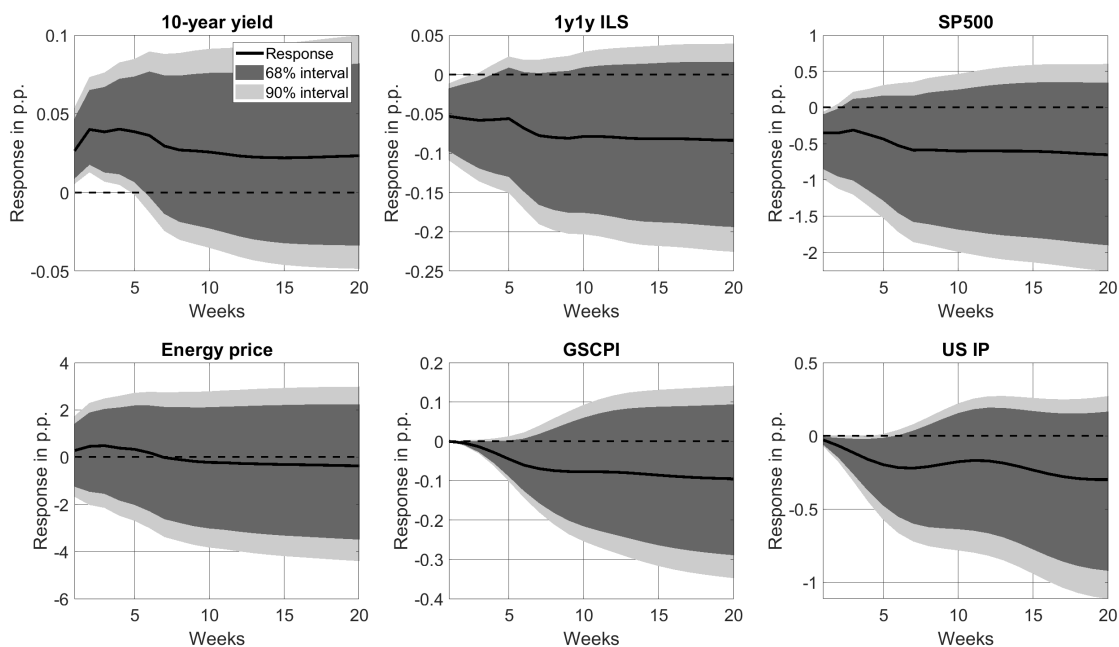 10-year yield
Response in p.p.
0.1
0.05
0
-0.05
5
10
15
20
Weeks
Response
68% interval
90% interval
1y1y ILS
Response in p.p.
0.05
0
-0.05
-0.1
-0.15
-0.2
-0.25
5
10
15
20
Weeks
SP500
Response in p.p.
1
0.5
0
-0.5
-1
-1.5
-2
5
10
15
20
Weeks
Energy price
Response in p.p.
4
2
0
-2
-4
-6
5
10
15
20
Weeks
GSCPI
Response in p.p.
0.2
0.1
0
-0.1
-0.2
-0.3
-0.4
5
10
15
20
Weeks
US IP
Response in p.p.
0.5
0
-0.5
-1
5
10
15
20
Weeks